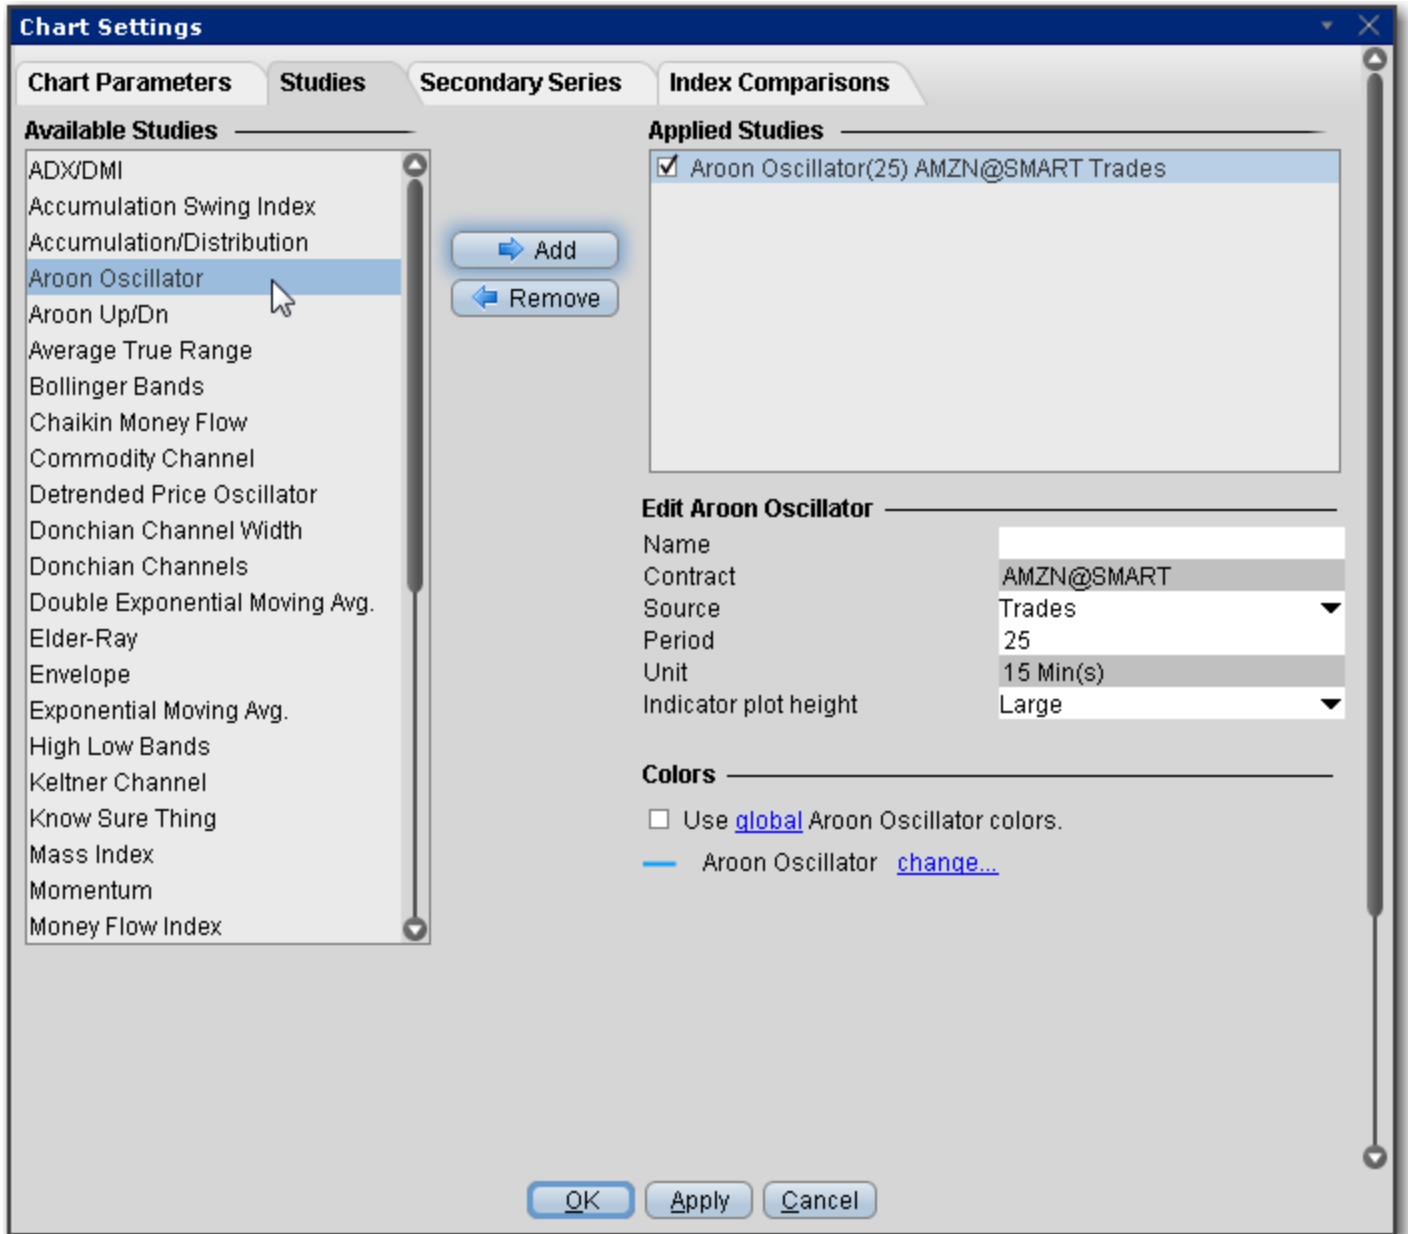 Chart Settings
Chart Parameters
Studies
Secondary Series
Index Comparisons
Available Studies
ADX/DMI
Accumulation Swing Index
Accumulation/Distribution
Aroon Oscillator
Aroon Up/Dn
Average True Range
Bollinger Bands
Chaikin Money Flow
Commodity Channel
Detrended Price Oscillator
Donchian Channel Width
Donchian Channels
Double Exponential Moving Avg.
Elder-Ray
Envelope
Exponential Moving Avg.
High Low Bands
Keltner Channel
Know Sure Thing
Mass Index
Momentum
Money Flow Index
Add
Remove
Applied Studies
Aroon Oscillator(25) AMZN@SMART Trades
Edit Aroon Oscillator
Name
Contract AMZN@SMART
Source Trades
Period 25
Unit 15 Min(s)
Indicator plot height Large
Colors
Use global Aroon Oscillator colors.
Aroon Oscillator change...
OK
Apply
Cancel